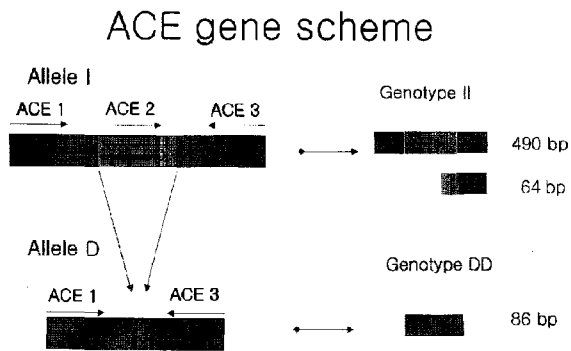 ACE gene scheme
Allele I
ACE 1 ACE 2 ACE 3
Genotype II
490 bp
64 bp
Allele D
ACE 1 ACE 3
Genotype DD
86 bp